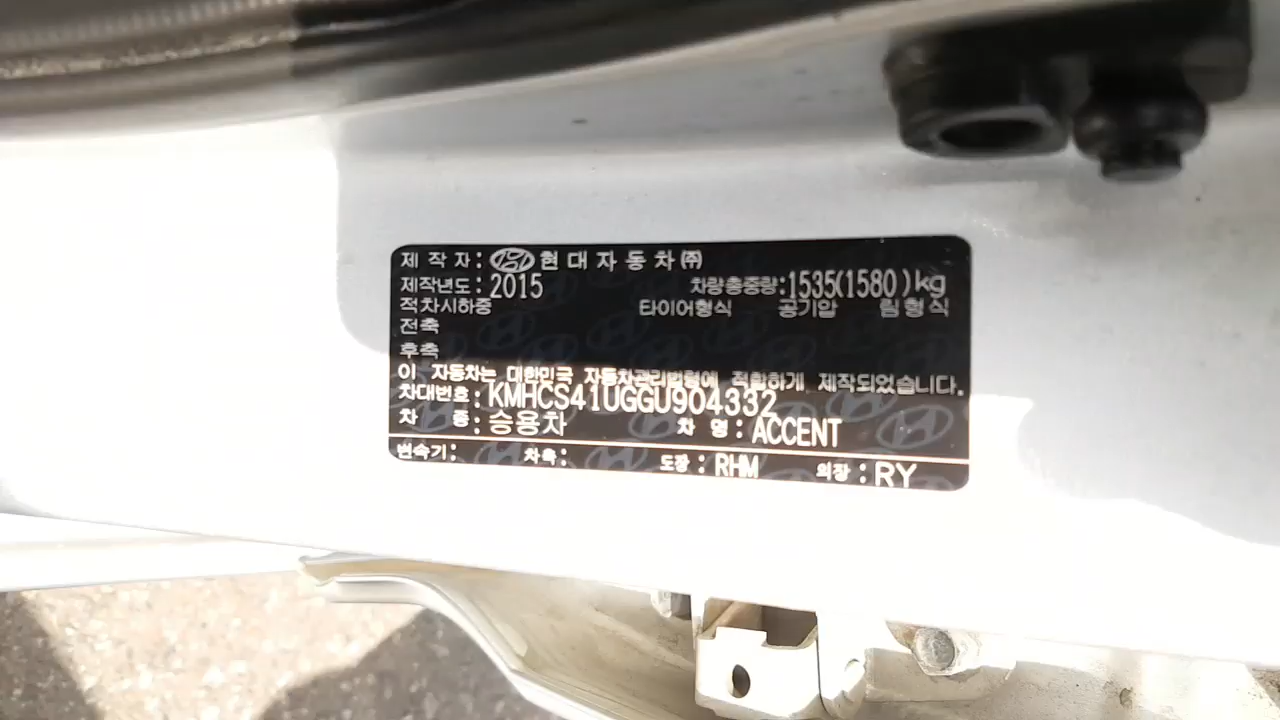 제 작 자 : 현 대 자 동 차 ㈜
제작년도 : 2015 차량총중량 : 1535(1580) kg
적차시하중 타이어형식 공기압 림형식
전축
후축
이 자동차는 대한민국 자동차관리법령에 적합하게 제작되었습니다.
차대번호 : KMHCS41UGGU904332
차 종 : 승용차 차 명 : ACCENT
변속기 : 차축 : 도장 : RHM 외장 : RY